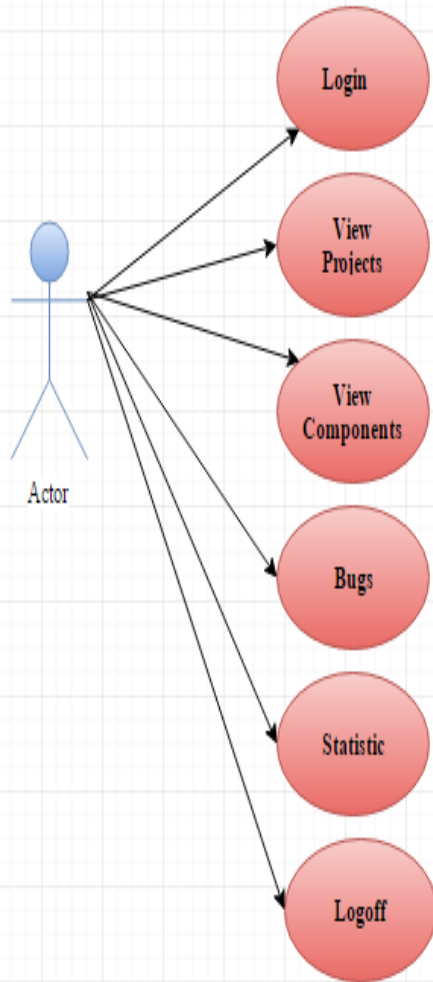 Login
View
Projects
View
Components
Actor
Bugs
Statistic
Logoff